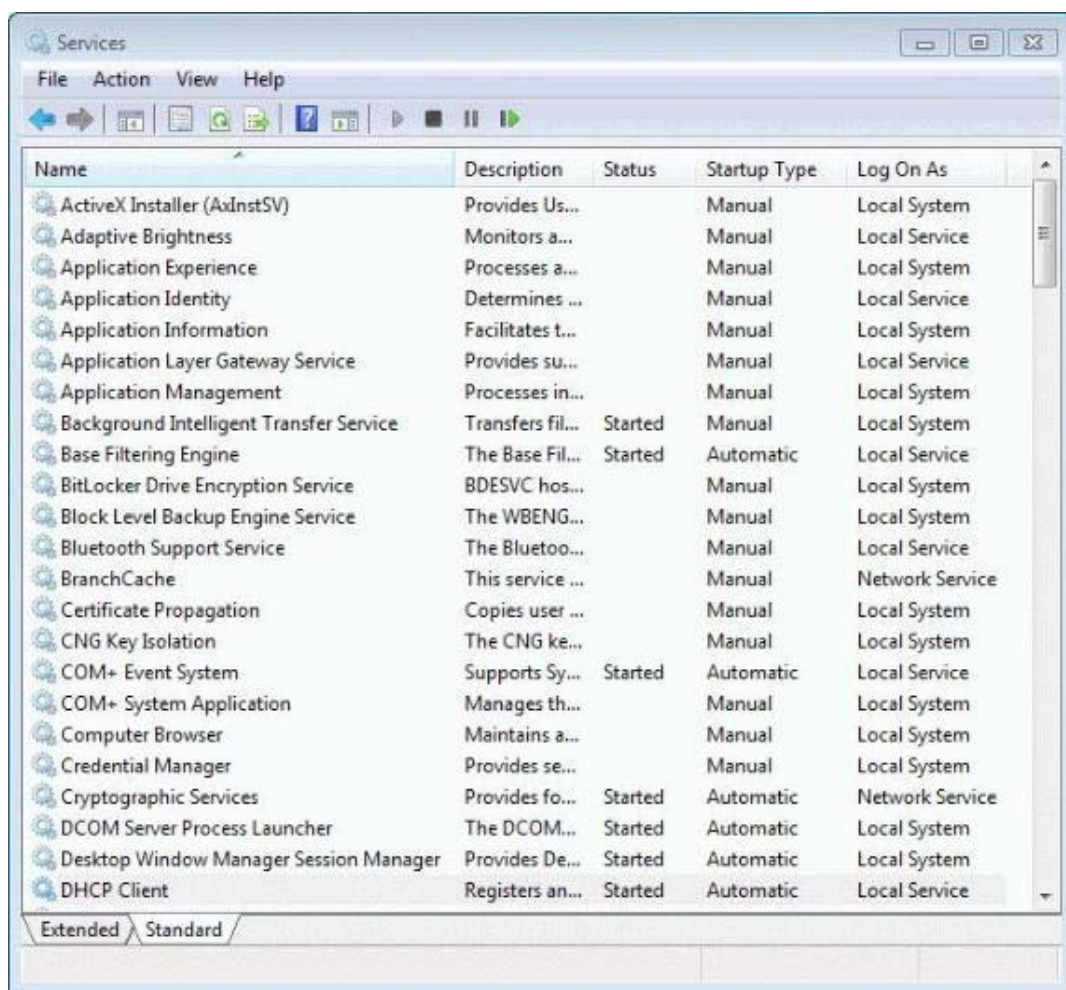 Services
File Action View Help
Name Description Status Startup Type Log On As
ActiveX Installer (AxInstSV) Provides Us... Manual Local System
Adaptive Brightness Monitors a... Manual Local Service
Application Experience Processes a... Manual Local System
Application Identity Determines ... Manual Local Service
Application Information Facilitates t... Manual Local System
Application Layer Gateway Service Provides su... Manual Local Service
Application Management Processes in... Manual Local System
Background Intelligent Transfer Service Transfers fil... Started Manual Local System
Base Filtering Engine The Base Fil... Started Automatic Local Service
BitLocker Drive Encryption Service BDESVC hos... Manual Local System
Block Level Backup Engine Service The WBENG... Manual Local System
Bluetooth Support Service The Bluetoo... Manual Local Service
BranchCache This service ... Manual Network Service
Certificate Propagation Copies user ... Manual Local System
CNG Key Isolation The CNG ke... Manual Local System
COM+ Event System Supports Sy... Started Automatic Local Service
COM+ System Application Manages th... Manual Local System
Computer Browser Maintains a... Manual Local System
Credential Manager Provides se... Manual Local System
Cryptographic Services Provides fo... Started Automatic Network Service
DCOM Server Process Launcher The DCOM... Started Automatic Local System
Desktop Window Manager Session Manager Provides De... Started Automatic Local System
DHCP Client Registers an... Started Automatic Local Service
Extended Standard